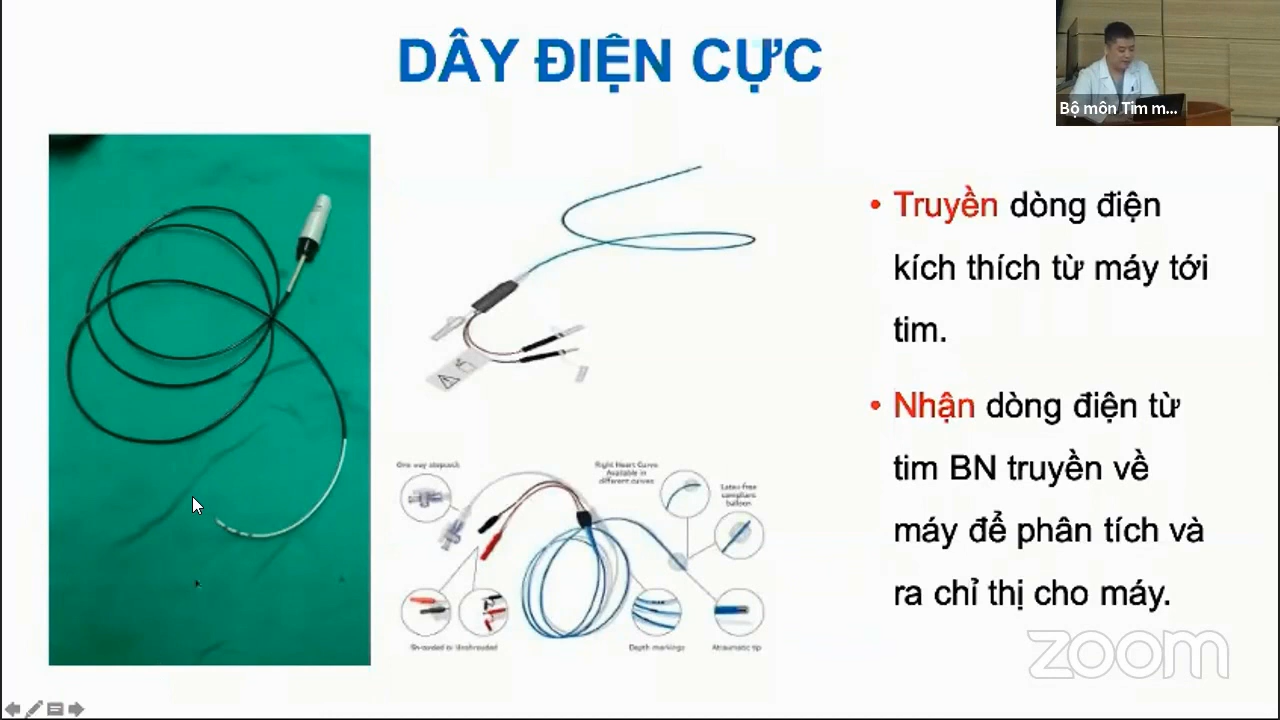 DÂY ĐIỆN CỰC
Bộ môn Tim m...
• Truyền dòng điện
kích thích từ máy tới
tim.
• Nhận dòng điện từ
tim BN truyền về
máy để phân tích và
ra chỉ thị cho máy.
One way stopcock
Right Heart Curve
Available in
different curves
Latex-free
compliant
balloon
Shrouded or Unshrouded
Depth markings
Atraumatic tip
zoom